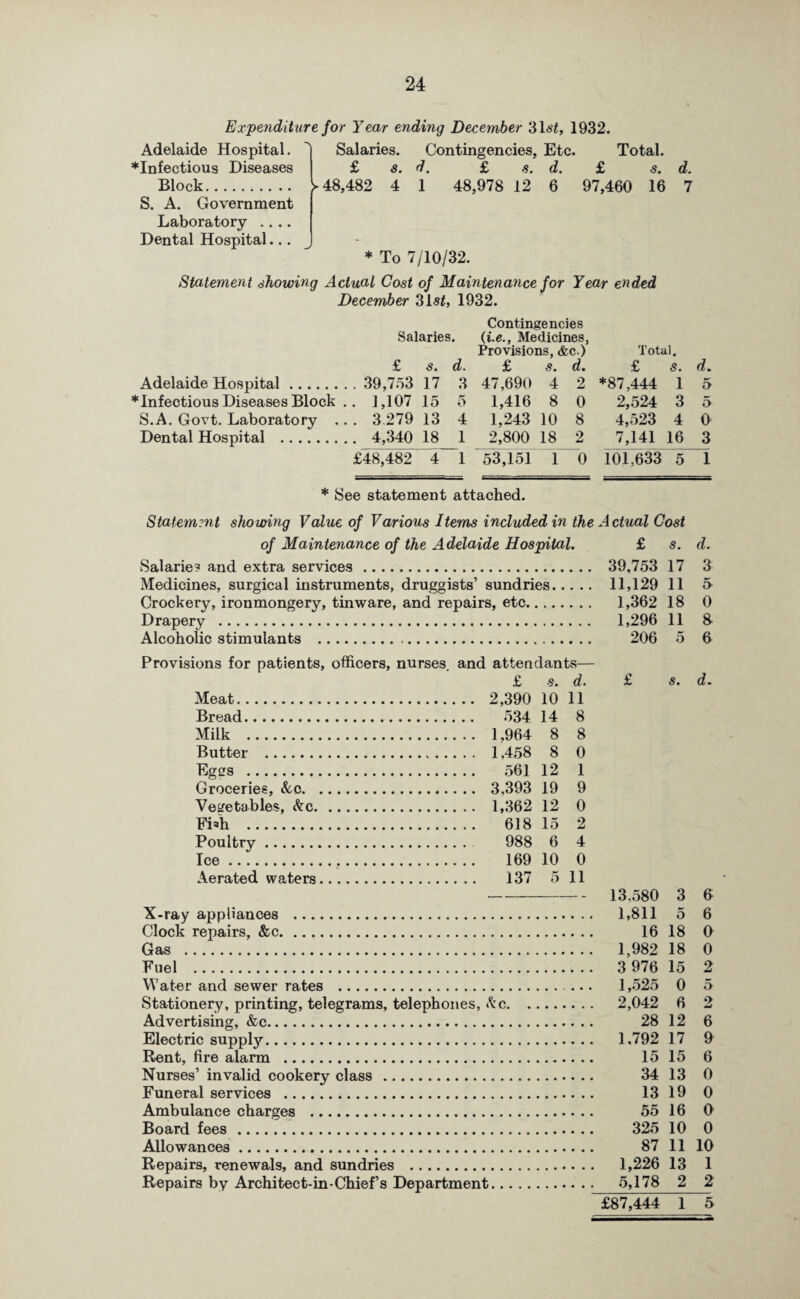 24
Expenditure for Year ending December 31st, 1932.
Adelaide Hospital. Salaries. Contingencies, Etc. Total.
*Infectious Diseases £ s. d. £ s. d. £ s. d.
Block.......... 48,482 4 1 48,978 12 6 97,460 16 7
S. A. Government
Laboratory ....
Dental Hospital...
* To 7/10/32.
Statement showing Actual Cost of Maintenance for Year ended
December 31st, 1932.
Contingencies
Salaries. (i.e., Medicines,
Provisions, &c.) Total.
£ s. d. £ s. d. £ s. d.
Adelaide Hospital ........ 39,753 17 3 47,690 4 2 *87,444 1 5
*Infectious Diseases Block .. 1,107 15 5 1,416 8 0 2,524 3 5
S.A. Govt. Laboratory ... 3.279 13 4 1,243 10 8 4,523 4 0
Dental Hospital .......... 4,340 18 1 2,800 18 2 7,141 16 3
£48,482 4 1 53,151 1 0 101,633 5 1
* See statement attached.
Statement showing Value of Various Items included in the Actual Cost
of Maintenance of the Adelaide Hospital. £ s. d.
Salaries and extra services .......................... 39,753 17 3
Medicines, surgical instruments, druggists' sundries..... 11,129 11 5
Crockery, ironmongery, tinware, and repairs, etc........ 1,362 18 0
Drapery .......................................... 1,296 11 8
Alcoholic stimulants ............................... 206 5 6
Provisions for patients, officers, nurses, and attendants—
£ s. d. £ s. d.
Meat........................... 2,390 10 11
Bread.......................... 534 14 8
Milk .......................... 1,964 8 8
Butter ........................ 1,458 8 0
Eggs .......................... 561 12 1
Groceries, &c. .................. 3,393 19 9
Vegetables, &c. ................. 1,362 12 0
Fish .......................... 618 15 2
Poultry ........................ 988 6 4
Ice ............................ 169 10 0
Aerated waters.................. 137 5 11
13,580 3 6
X-ray appliances .................................. 1,811 5 6
Clock repairs, &c. .................................. 16 18 0
Gas .............................................. 1,982 18 0
Fuel ............................................. 3 976 15 2
Water and sewer rates ............................. 1,525 0 5
Stationery, printing, telegrams, telephones, &c. ......... 2,042 6 2
Advertising, &c..................................... 28 12 6
Electric supply..................................... 1,792 17 9
Rent, fire alarm ................................... 15 15 6
Nurses' invalid cookery class ........................ 34 13 0
Funeral services ................................... 13 19 0
Ambulance charges ................................ 55 16 0
Board fees ........................................ 325 10 0
Allowances ........................................ 87 11 10
Repairs, renewals, and sundries ..................... 1,226 13 1
Repairs by Architect-in-Chief's Department............ 5,178 2 2
£87,444 1 5